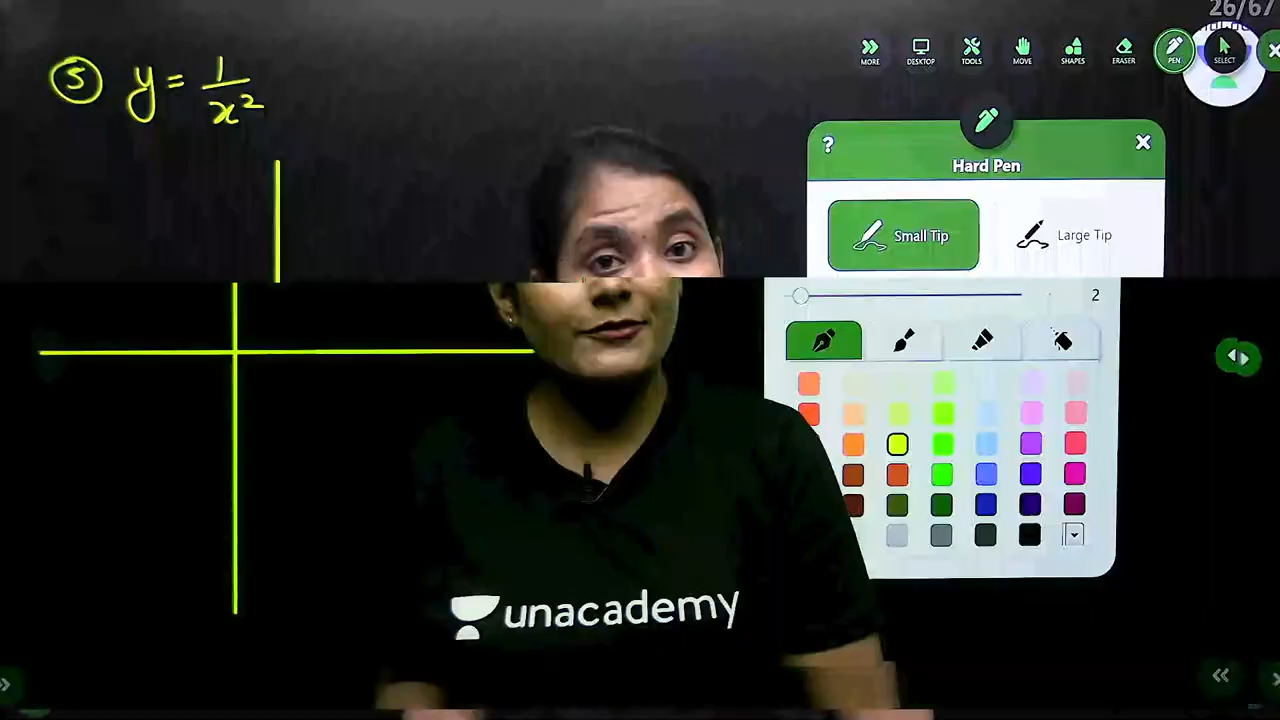 26/67
MORE DESKTOP TOOLS MOVE SHAPES ERASER PEN SELECT
⑤ y = 1/x²
? Hard Pen
Small Tip Large Tip
2
unacademy